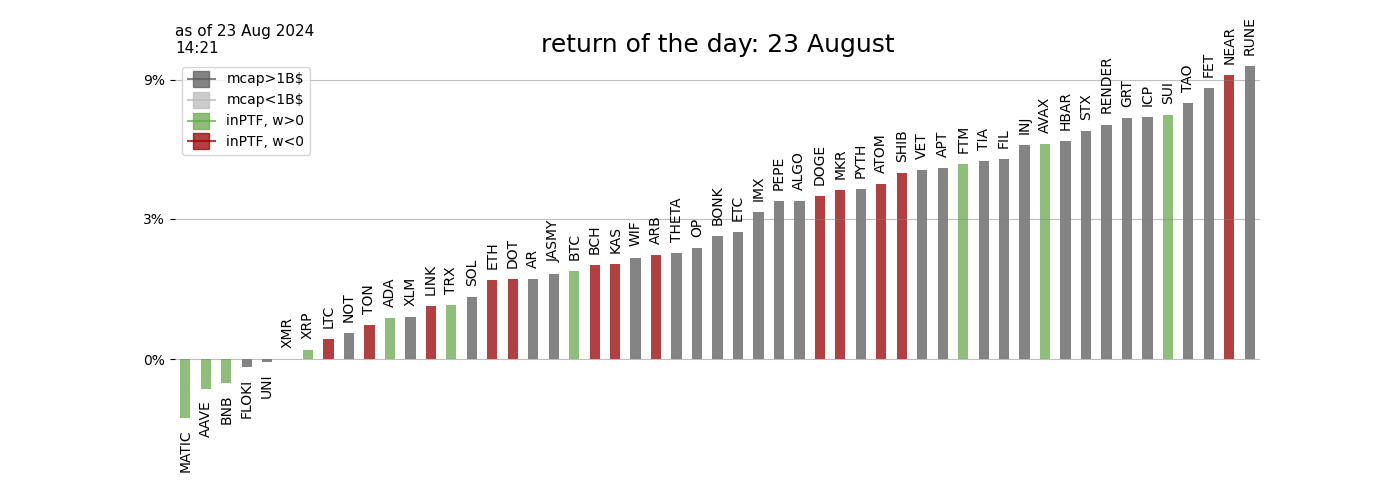 as of 23 Aug 2024
14:21
return of the day: 23 August
mcap>1B$
mcap<1B$
inPTF, w>0
inPTF, w<0
9%
3%
0%
MATIC
AAVE
BNB
FLOKI
UNI
XMR
XRP
LTC
NOT
TON
ADA
XLM
LINK
TRX
SOL
ETH
DOT
AR
JASMY
BTC
BCH
KAS
WIF
ARB
THETA
OP
BONK
ETC
IMX
PEPE
ALGO
DOGE
MKR
PYTH
ATOM
SHIB
VET
APT
FTM
TIA
FIL
INJ
AVAX
HBAR
STX
RENDER
GRT
ICP
SUI
TAO
FET
NEAR
RUNE